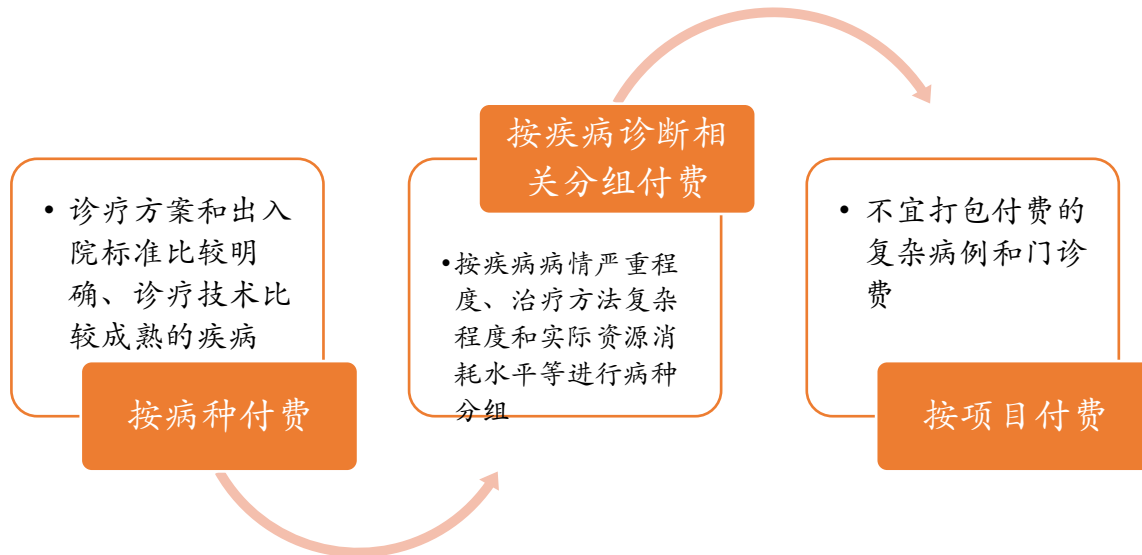 • 诊疗方案和出入
院标准比较明
确、诊疗技术比
较成熟的疾病
按病种付费
按疾病诊断相
关分组付费
•按疾病病情严重程
度、治疗方法复杂
程度和实际资源消
耗水平等进行病种
分组
• 不宜打包付费的
复杂病例和门诊
费
按项目付费